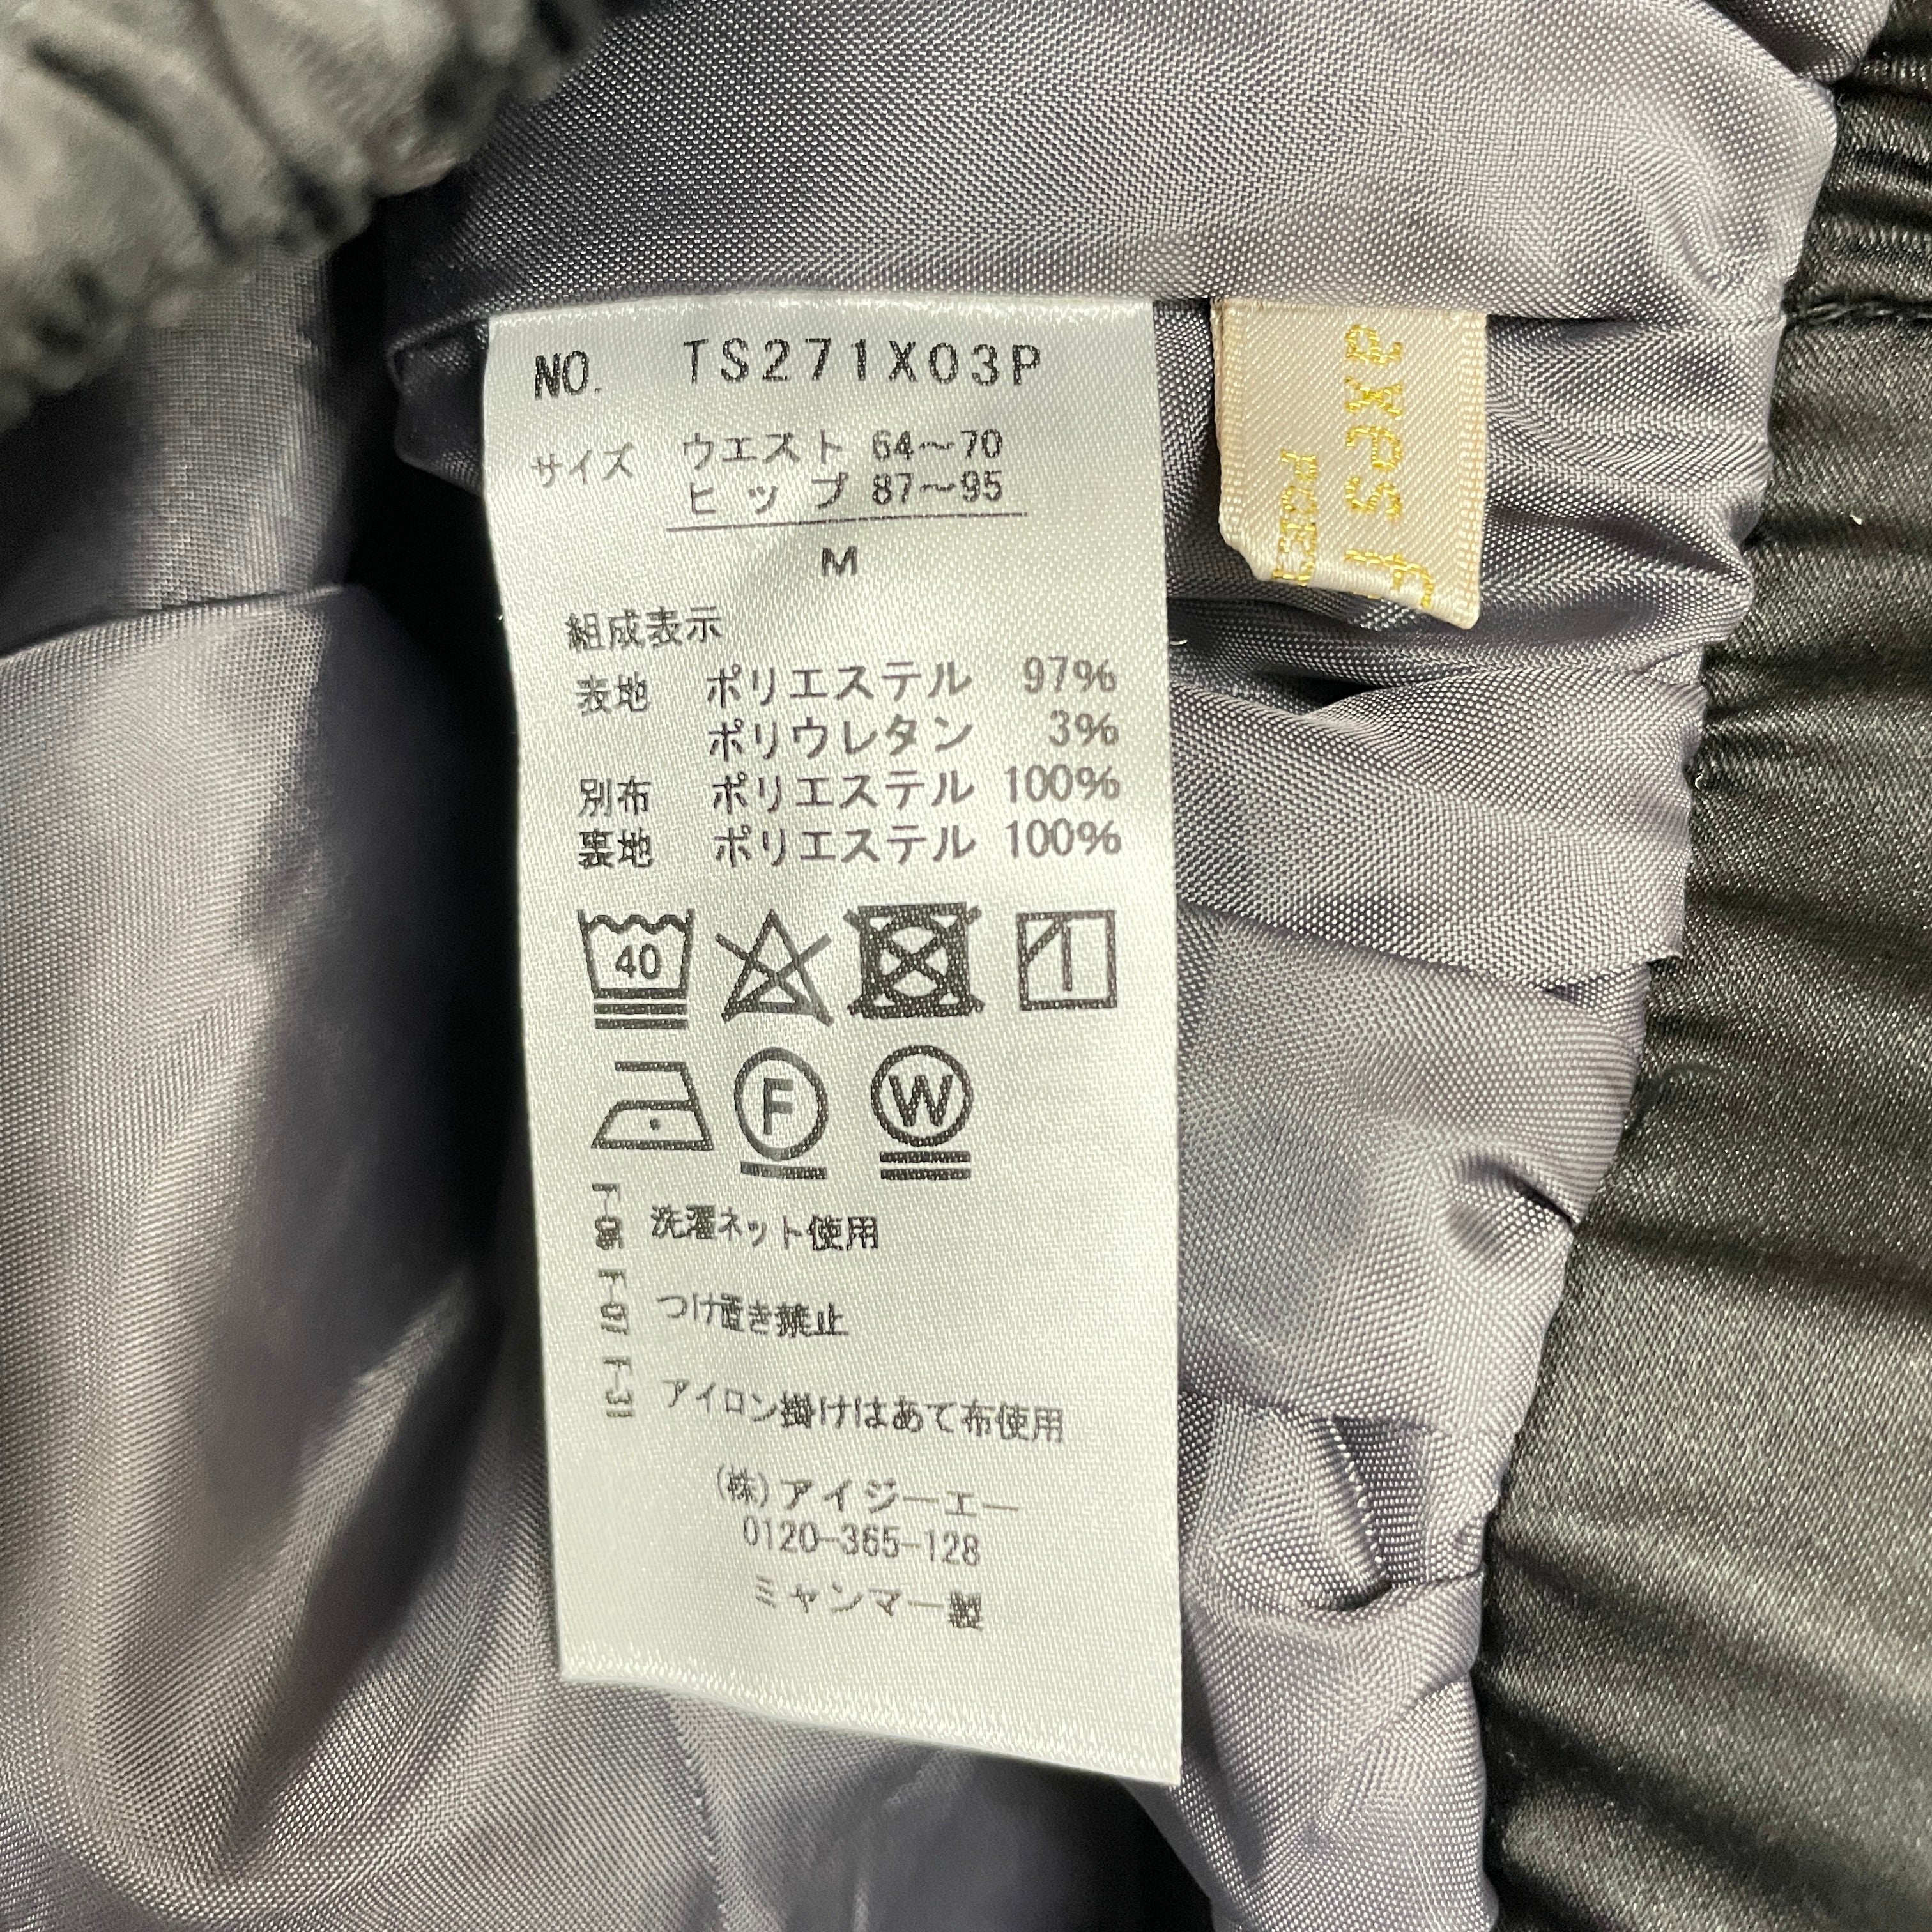 NO. TS271X03P
サイズ ウエスト 64〜70
ヒップ 87〜95
M
組成表示
表地 ポリエステル 97%
ポリウレタン 3%
別布 ポリエステル 100%
裏地 ポリエステル 100%
40
F W
F-06 洗濯ネット使用
F-07 つけ置き禁止
F-31 アイロン掛けはあて布使用
(株)アイジーエー
0120-365-128
ミャンマー製
axes f